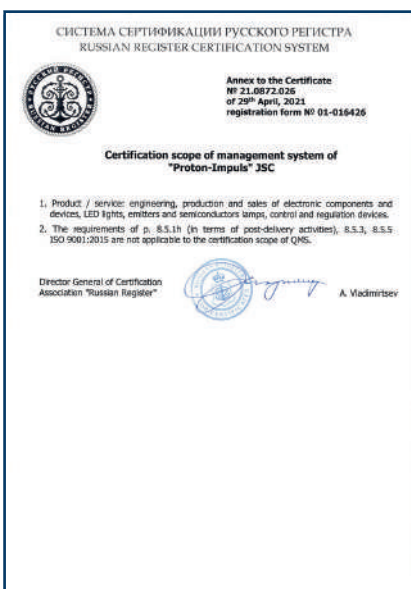 СИСТЕМА СЕРТИФИКАЦИИ РУССКОГО РЕГИСТРА
RUSSIAN REGISTER CERTIFICATION SYSTEM
РУССКИЙ РЕГИСТР
RUSSIAN REGISTER
Annex to the Certificate
№ 21.0872.026
of 29th April, 2021
registration form № 01-016426
Certification scope of management system of
"Proton-Impuls" JSC
1. Product / service: engineering, production and sales of electronic components and
devices, LED lights, emitters and semiconductors lamps, control and regulation devices.
2. The requirements of p. 8.5.1h (in terms of post-delivery activities), 8.5.3, 8.5.5
ISO 9001:2015 are not applicable to the certification scope of QMS.
Director General of Certification
Association "Russian Register"
A. Vladimirtsev